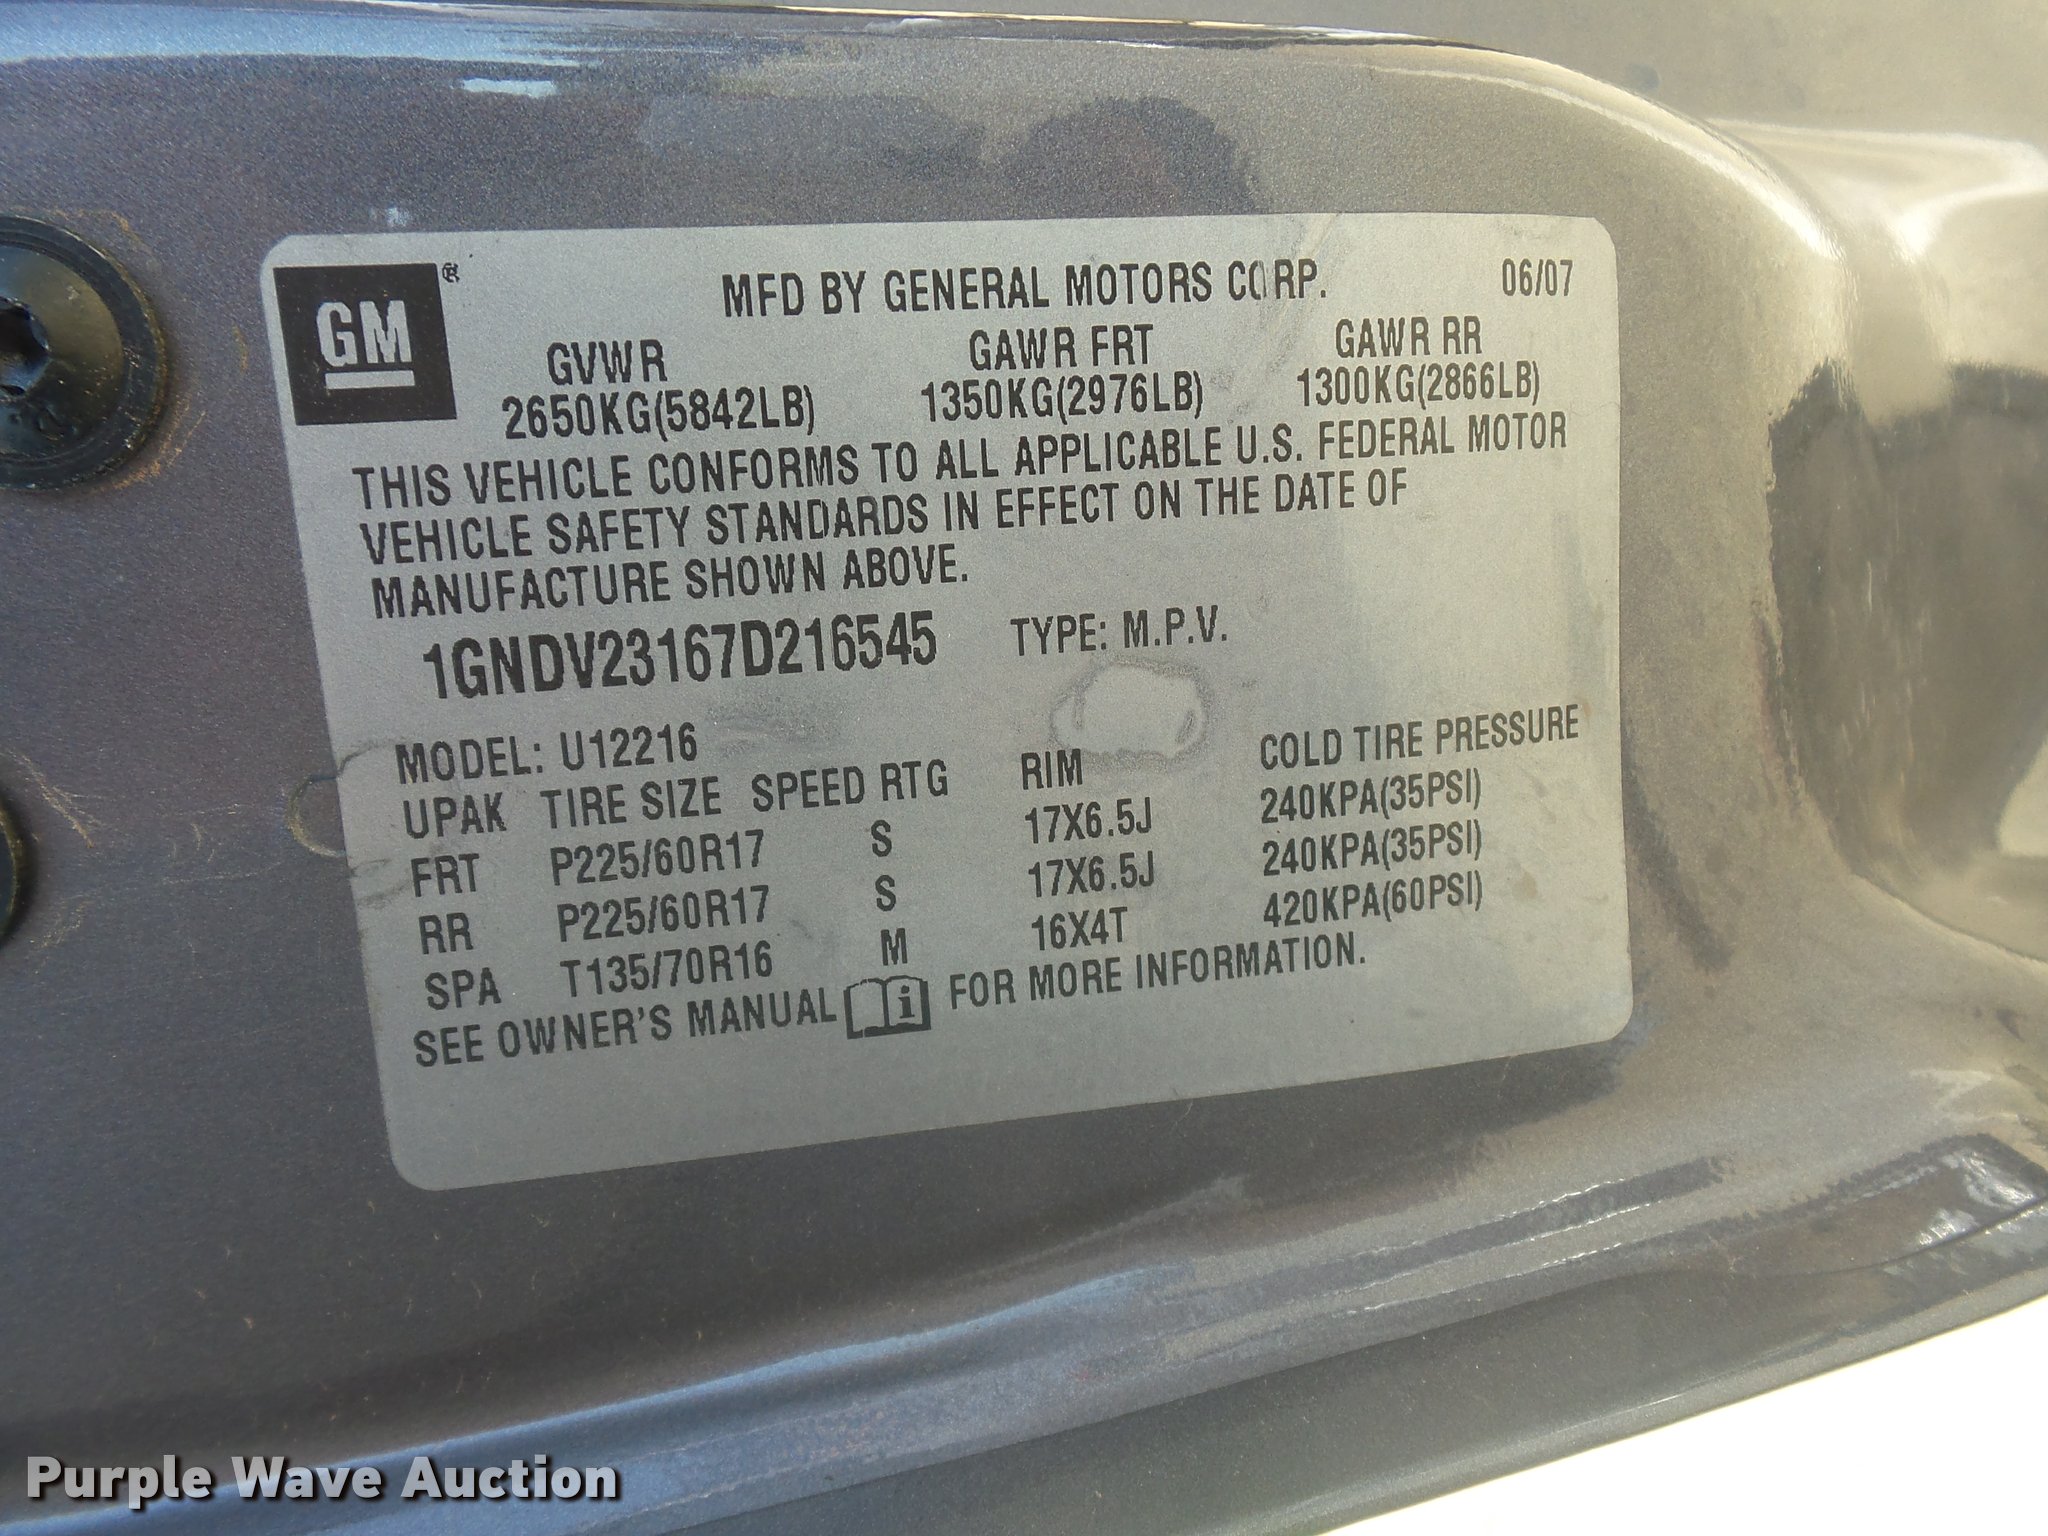 GM®
MFD BY GENERAL MOTORS CORP. 06/07
GVWR GAWR FRT GAWR RR
2650KG(5842LB) 1350KG(2976LB) 1300KG(2866LB)
THIS VEHICLE CONFORMS TO ALL APPLICABLE U.S. FEDERAL MOTOR
VEHICLE SAFETY STANDARDS IN EFFECT ON THE DATE OF
MANUFACTURE SHOWN ABOVE.
1GNDV23167D216545 TYPE: M.P.V.
MODEL: U12216
UPAK TIRE SIZE SPEED RTG RIM COLD TIRE PRESSURE
FRT P225/60R17 S 17X6.5J 240KPA(35PSI)
RR P225/60R17 S 17X6.5J 240KPA(35PSI)
SPA T135/70R16 M 16X4T 420KPA(60PSI)
SEE OWNER'S MANUAL i FOR MORE INFORMATION.
Purple Wave Auction